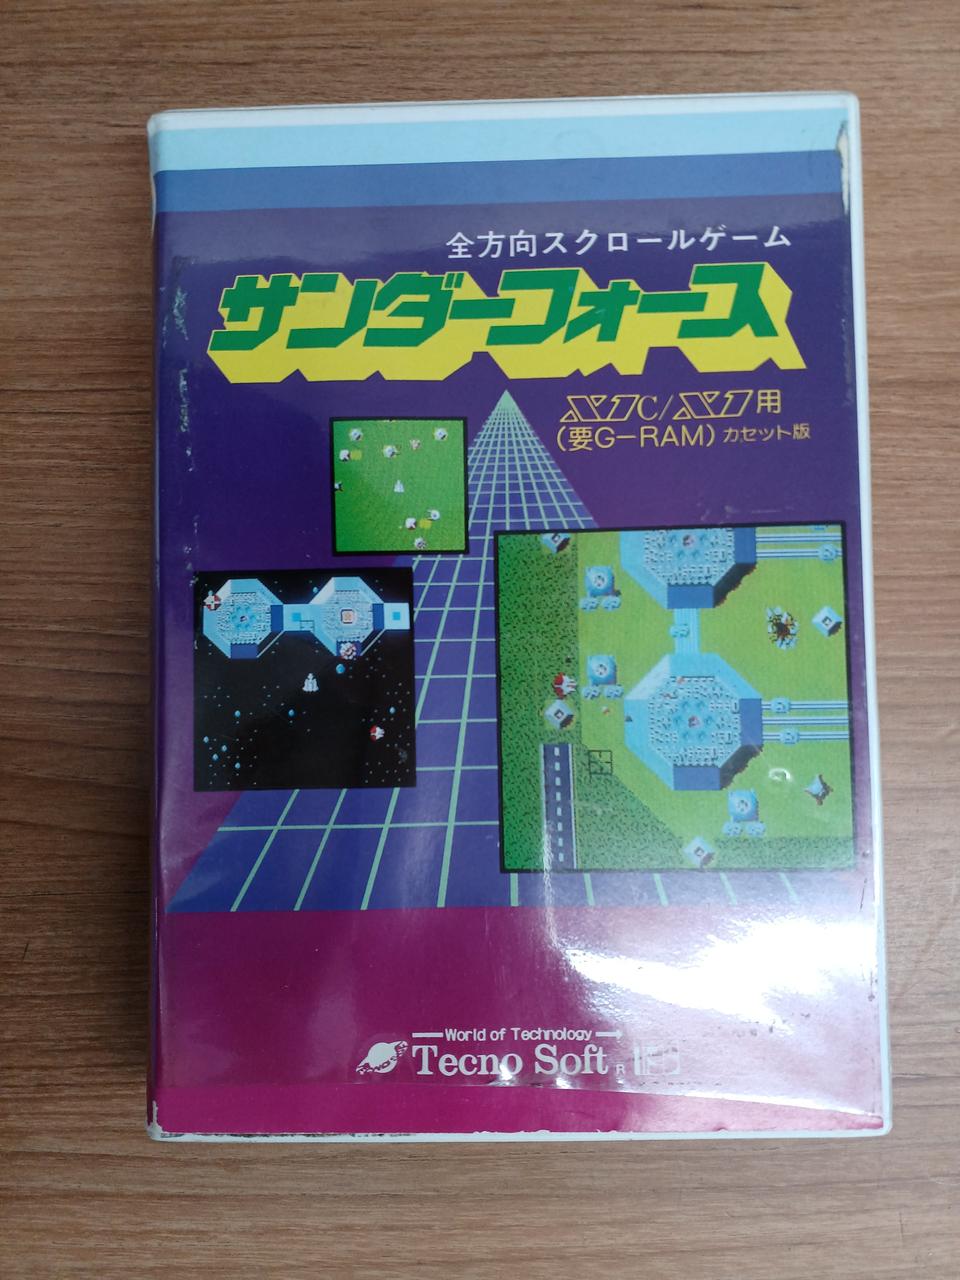 全方向スクロールゲーム
サンダーフォース
X1C/X1用
(要G-RAM) カセット版
World of Technology
Tecno Soft R